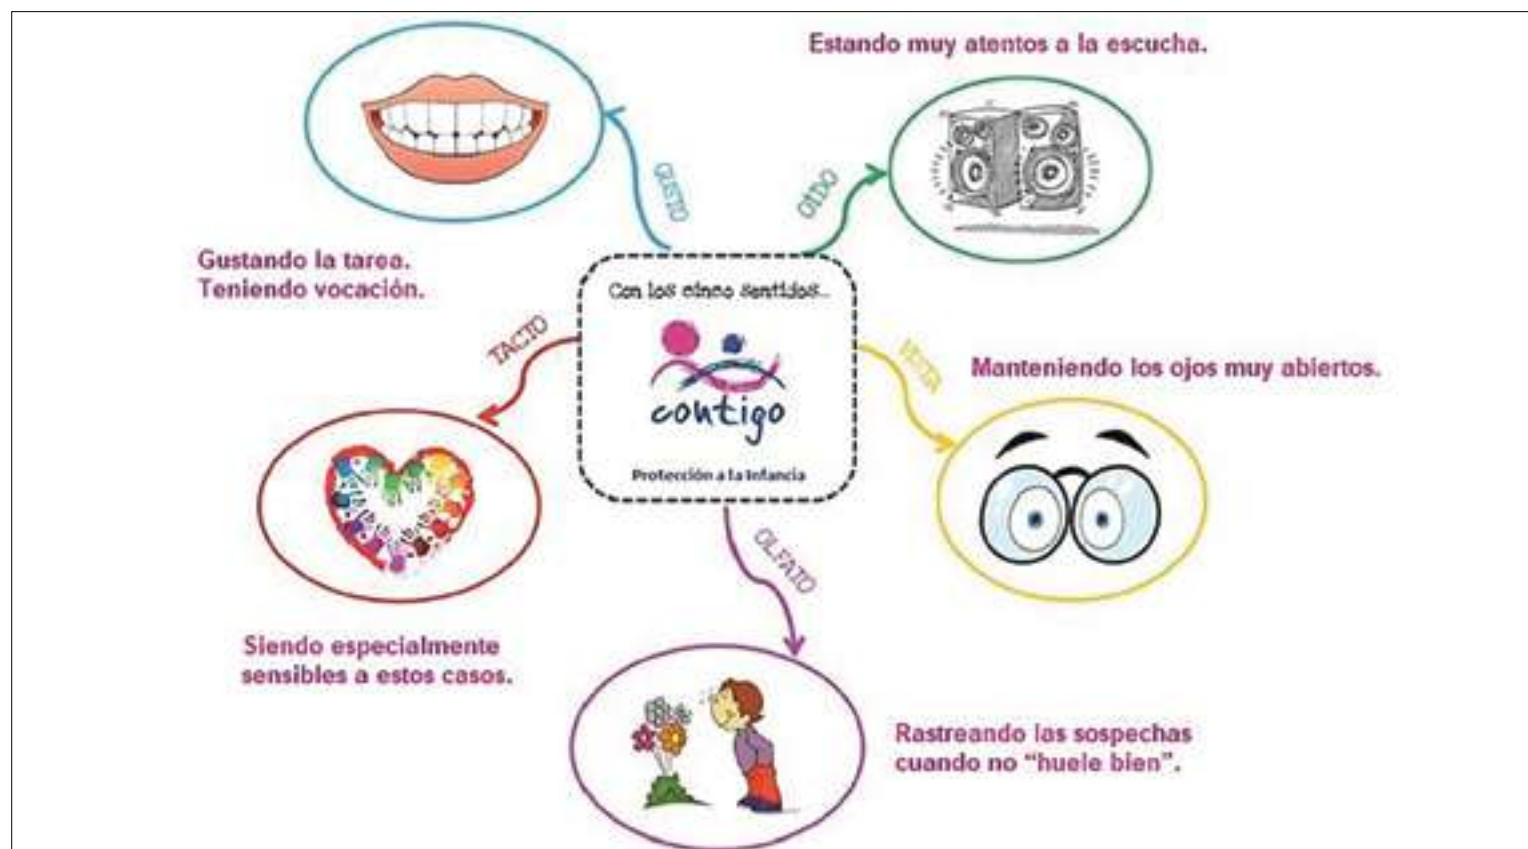 Estando muy atentos a la escucha.
GUSTO
OÍDO
Gustando la tarea.
Teniendo vocación.
Con los cinco sentidos...
TACTO
VISTA
Manteniendo los ojos muy abiertos.
contigo
Protección a la Infancia
OLFATO
Siendo especialmente
sensibles a estos casos.
Rastreando las sospechas
cuando no “huele bien”.